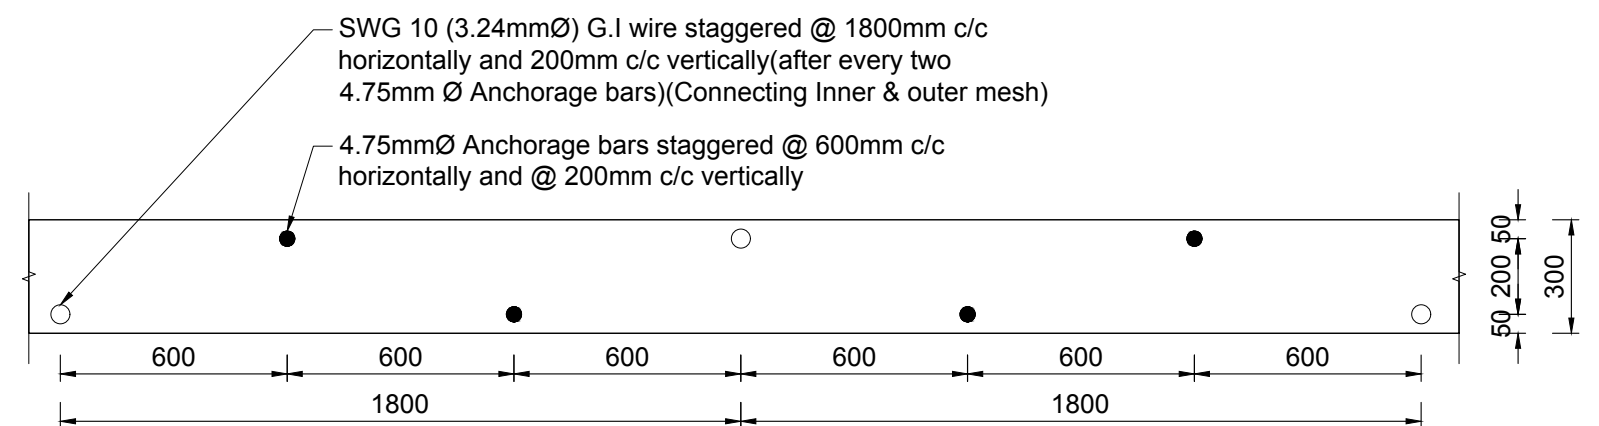 SWG 10 (3.24mmØ) G.I wire staggered @ 1800mm c/c
horizontally and 200mm c/c vertically(after every two
4.75mm Ø Anchorage bars)(Connecting Inner & outer mesh)
4.75mmØ Anchorage bars staggered @ 600mm c/c
horizontally and @ 200mm c/c vertically
50
200
50
300
600 600 600 600 600 600
1800 1800